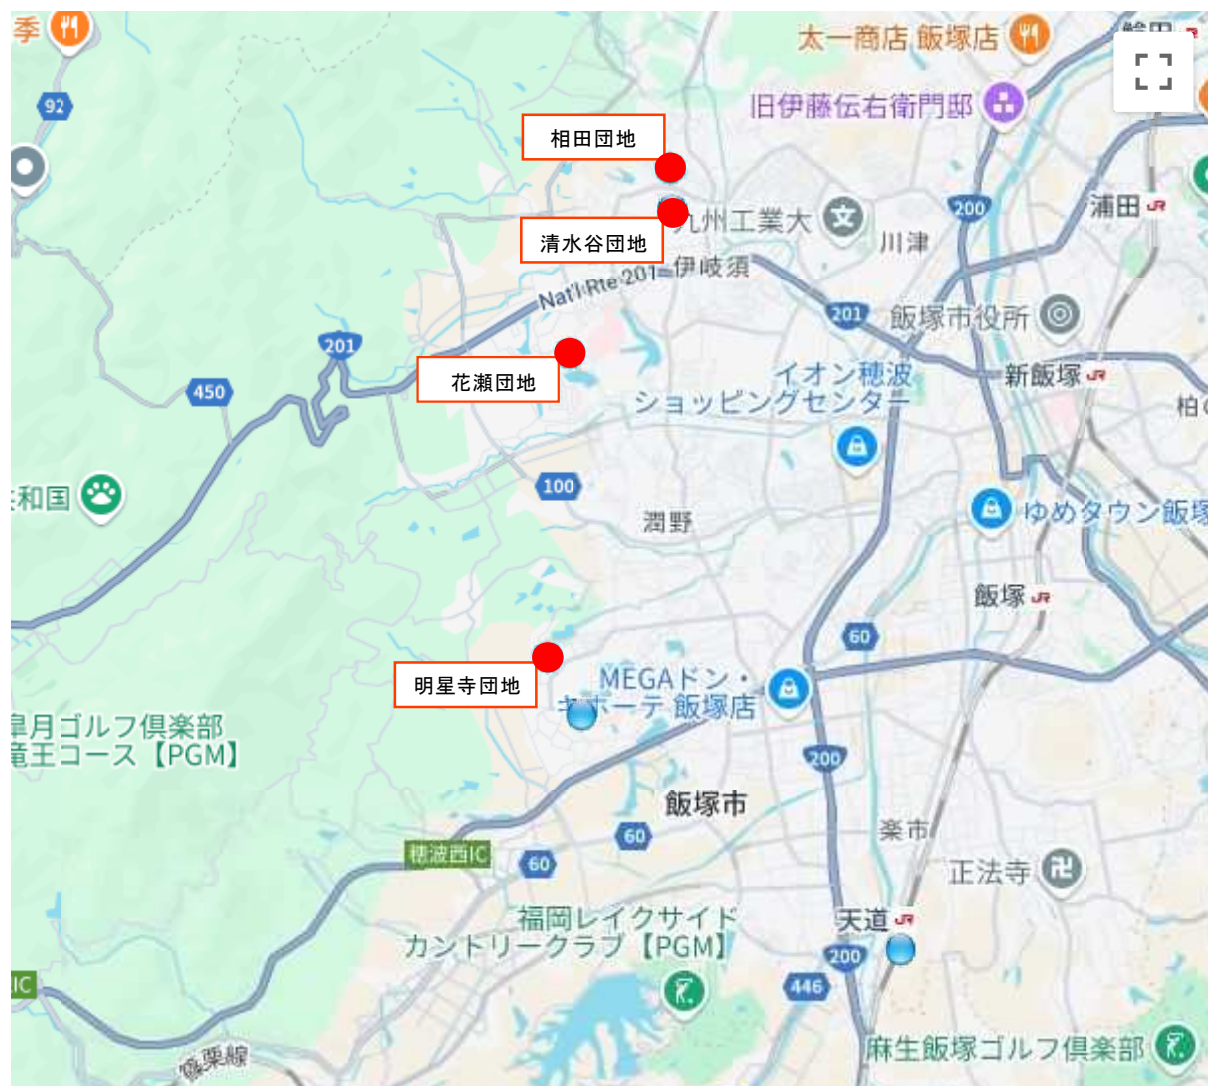 季
太一商店 飯塚店
92
旧伊藤伝右衛門邸
相田団地
200
浦田
九州工業大
川津
清水谷団地
伊岐須
Nat'l Rte 201
201
飯塚市役所
201
新飯塚
イオン穂波
ショッピングセンター
花瀬団地
450
柏の
100
共和国
ゆめタウン飯塚
潤野
飯塚
60
明星寺団地
MEGAドン・
キホーテ 飯塚店
皐月ゴルフ倶楽部
竜王コース【PGM】
200
飯塚市
60
楽市
穂波西IC
60
正法寺
福岡レイクサイド
カントリークラブ【PGM】
天道
200
446
IC
麻生飯塚ゴルフ倶楽部
篠栗線